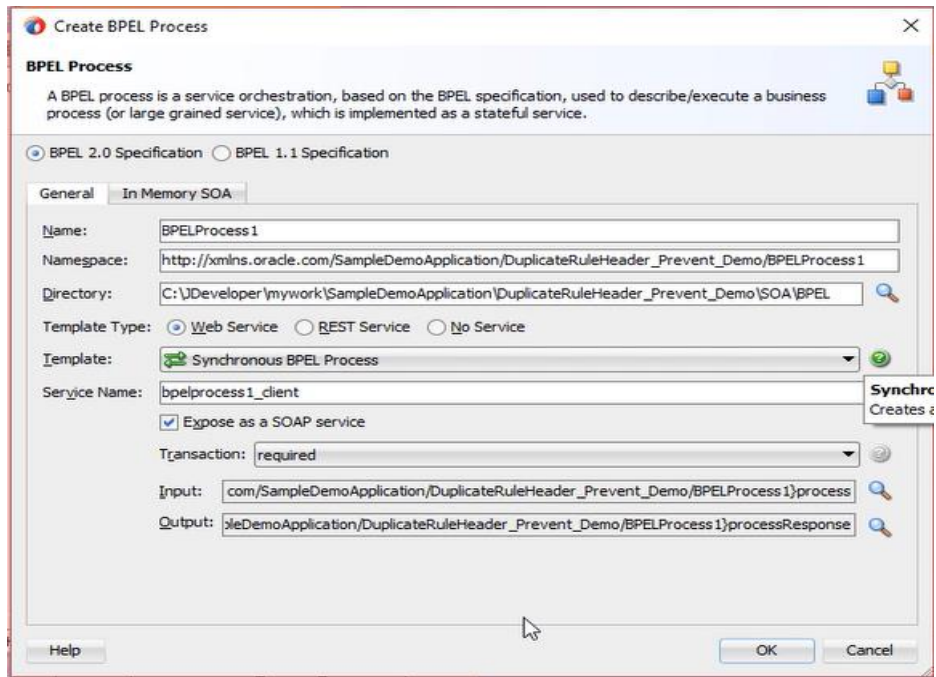 Create BPEL Process
BPEL Process
A BPEL process is a service orchestration, based on the BPEL specification, used to describe/execute a business
process (or large grained service), which is implemented as a stateful service.
BPEL 2.0 Specification BPEL 1.1 Specification
General In Memory SOA
Name: BPELProcess1
Namespace: http://xmlns.oracle.com/SampleDemoApplication/DuplicateRuleHeader_Prevent_Demo/BPELProcess1
Directory: C:\JDeveloper\mywork\SampleDemoApplication\DuplicateRuleHeader_Prevent_Demo\SOA\BPEL
Template Type: Web Service REST Service No Service
Template: Synchronous BPEL Process
Service Name: bpelprocess1_client
Synchro
Creates a
Expose as a SOAP service
Transaction: required
Input: com/SampleDemoApplication/DuplicateRuleHeader_Prevent_Demo/BPELProcess1}process
Output: leDemoApplication/DuplicateRuleHeader_Prevent_Demo/BPELProcess1}processResponse
Help OK Cancel